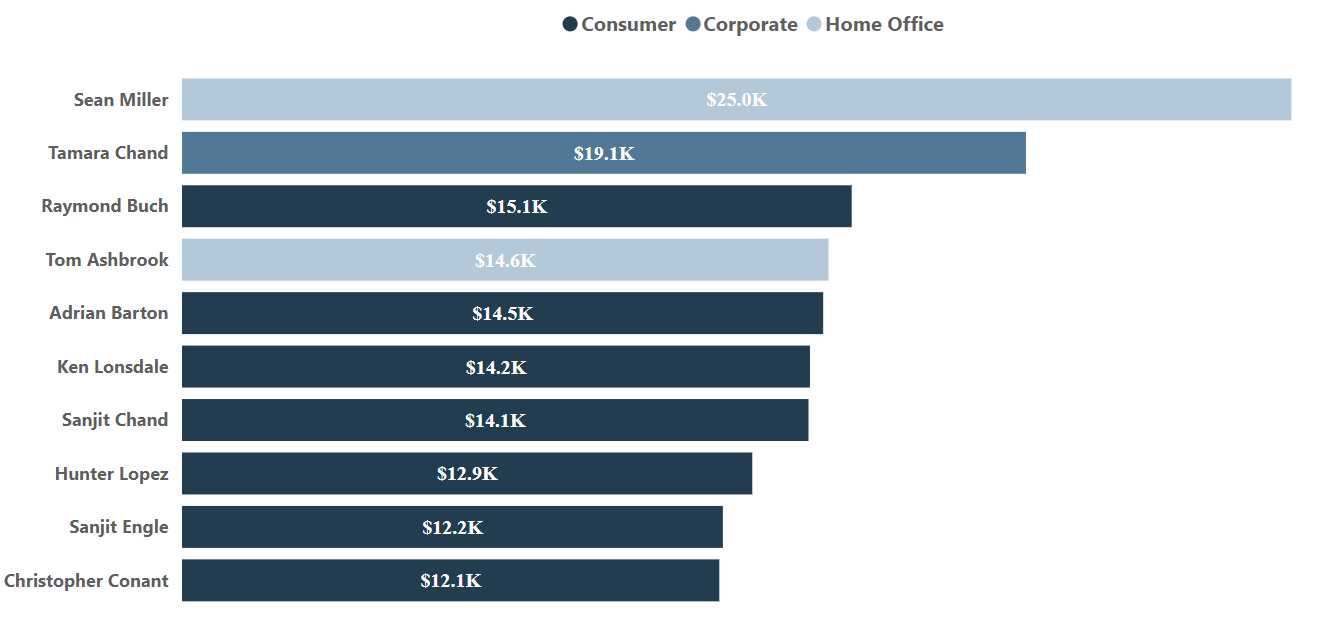 Consumer Corporate Home Office
Sean Miller $25.0K
Tamara Chand $19.1K
Raymond Buch $15.1K
Tom Ashbrook $14.6K
Adrian Barton $14.5K
Ken Lonsdale $14.2K
Sanjit Chand $14.1K
Hunter Lopez $12.9K
Sanjit Engle $12.2K
Christopher Conant $12.1K